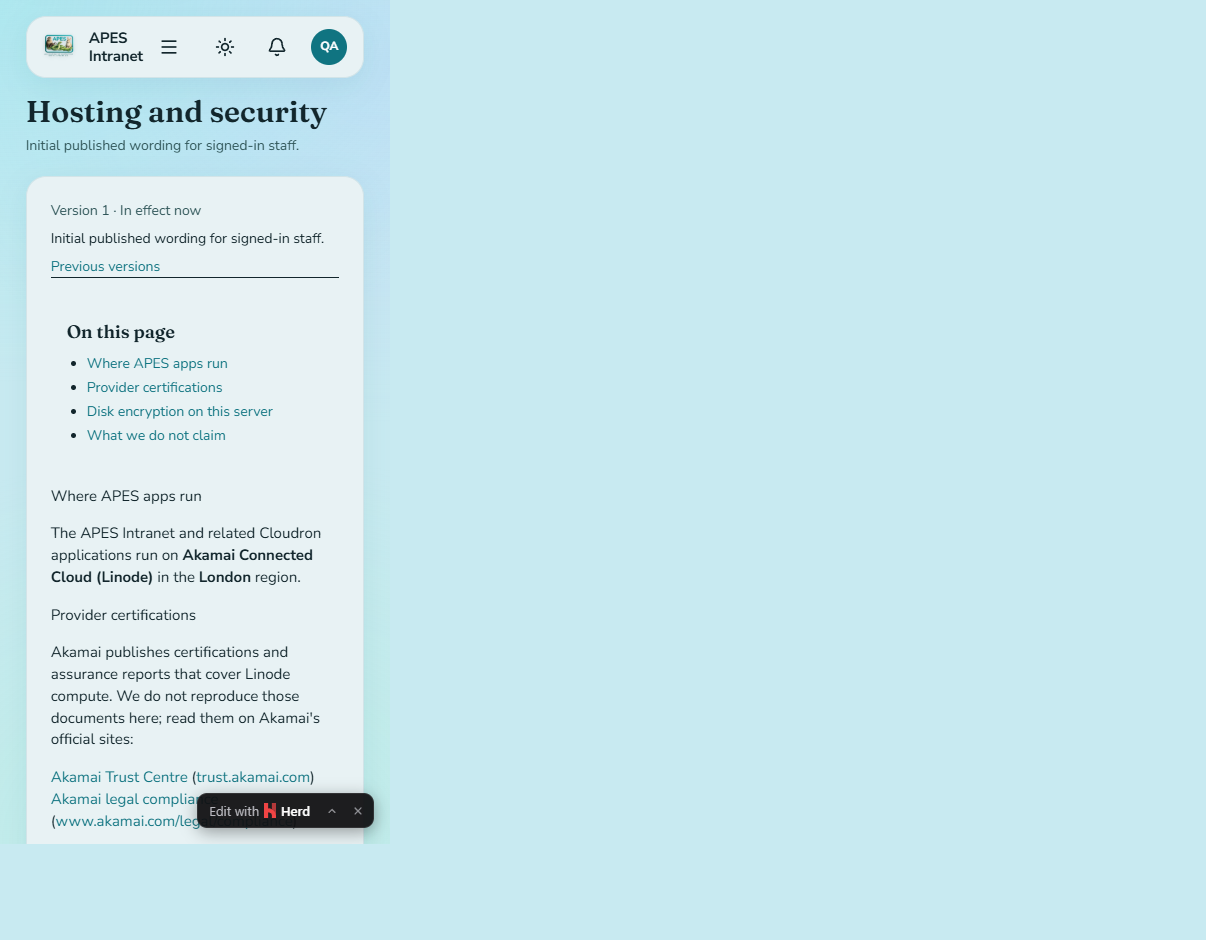 APES
Intranet
QA
Hosting and security
Initial published wording for signed-in staff.
Version 1 · In effect now
Initial published wording for signed-in staff.
Previous versions
On this page
Where APES apps run
Provider certifications
Disk encryption on this server
What we do not claim
Where APES apps run
The APES Intranet and related Cloudron
applications run on Akamai Connected
Cloud (Linode) in the London region.
Provider certifications
Akamai publishes certifications and
assurance reports that cover Linode
compute. We do not reproduce those
documents here; read them on Akamai's
official sites:
Akamai Trust Centre (trust.akamai.com)
Akamai legal
(www.akamai.com/
Edit with Herd